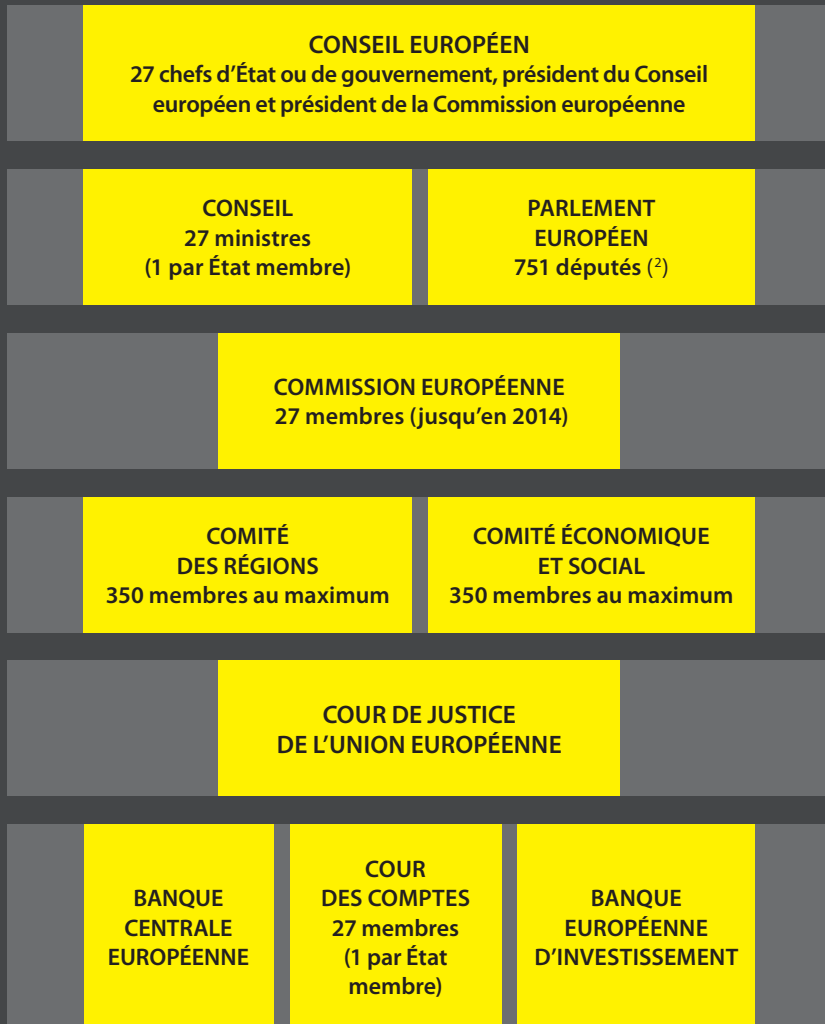 CONSEIL EUROPÉEN
27 chefs d'État ou de gouvernement, président du Conseil
européen et président de la Commission européenne
CONSEIL
27 ministres
(1 par État membre)
PARLEMENT
EUROPÉEN
751 députés (²)
COMMISSION EUROPÉENNE
27 membres (jusqu'en 2014)
COMITÉ
DES RÉGIONS
350 membres au maximum
COMITÉ ÉCONOMIQUE
ET SOCIAL
350 membres au maximum
COUR DE JUSTICE
DE L'UNION EUROPÉENNE
BANQUE
CENTRALE
EUROPÉENNE
COUR
DES COMPTES
27 membres
(1 par État
membre)
BANQUE
EUROPÉENNE
D'INVESTISSEMENT